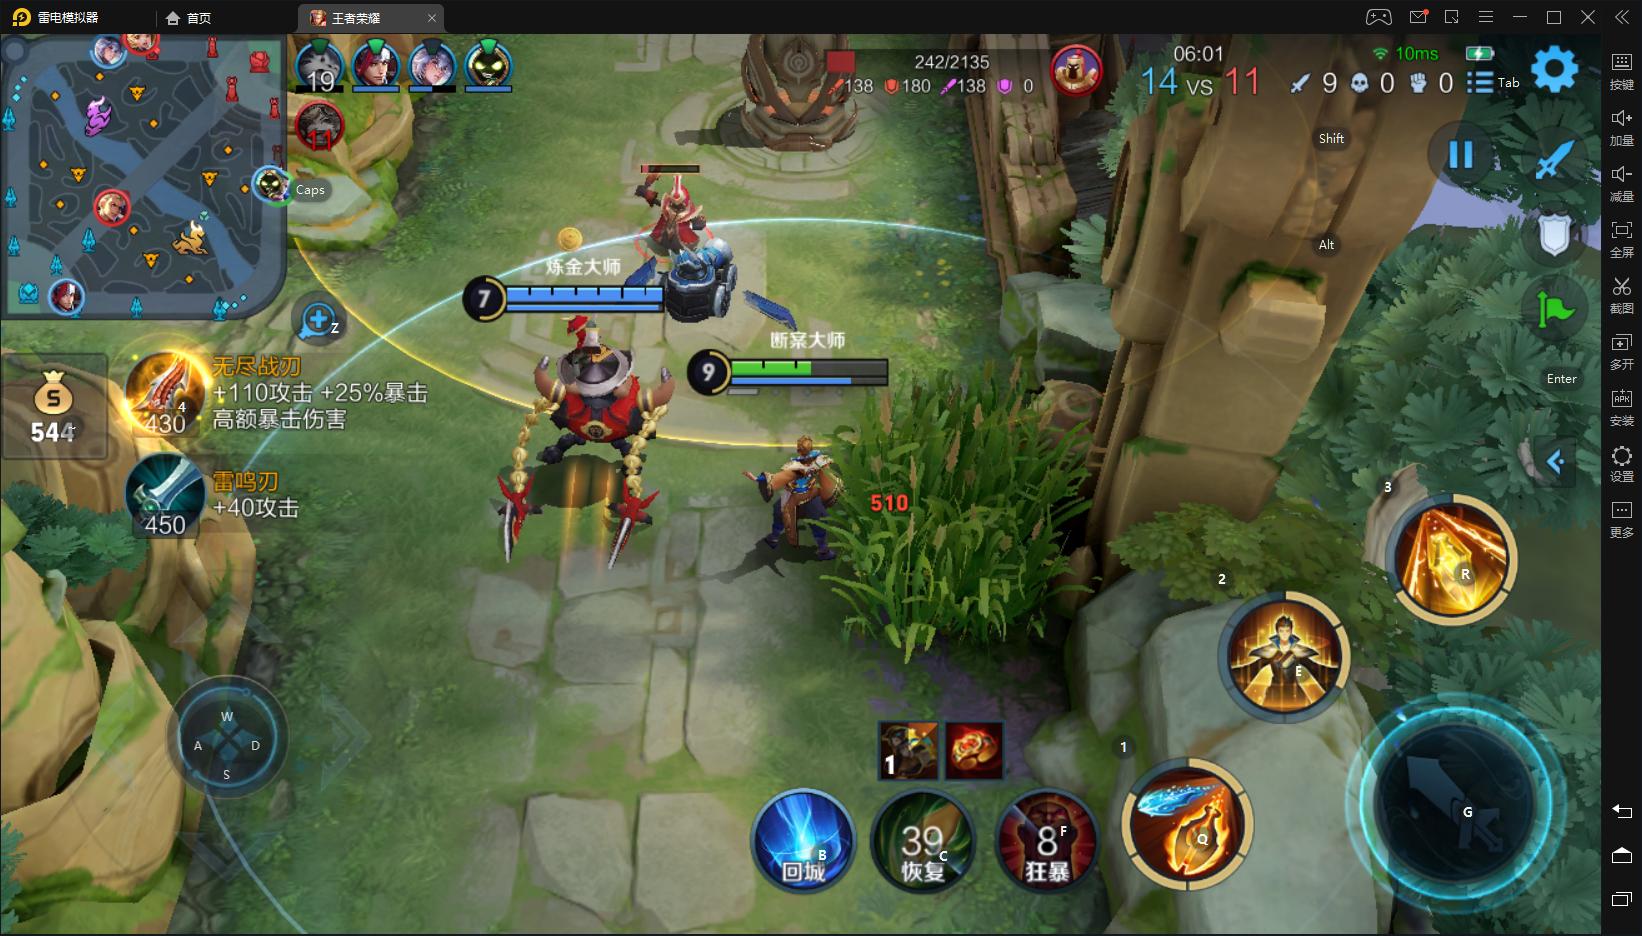 雷电模拟器
首页
王者荣耀
19
11
242/2135
138 180 138 0
06:01
14 vs 11
10ms
9 0 0
Tab
Shift
Alt
Caps
Z
Enter
炼金大师
7
断案大师
9
510
544
无尽战刃
+110攻击 +25%暴击
高额暴击伤害
4
430
雷鸣刃
+40攻击
450
W
A
D
S
3
R
2
E
1
Q
G
1
B
回城
39
C
恢复
8
F
狂暴
按键
加量
减量
全屏
截图
多开
APK
安装
设置
更多